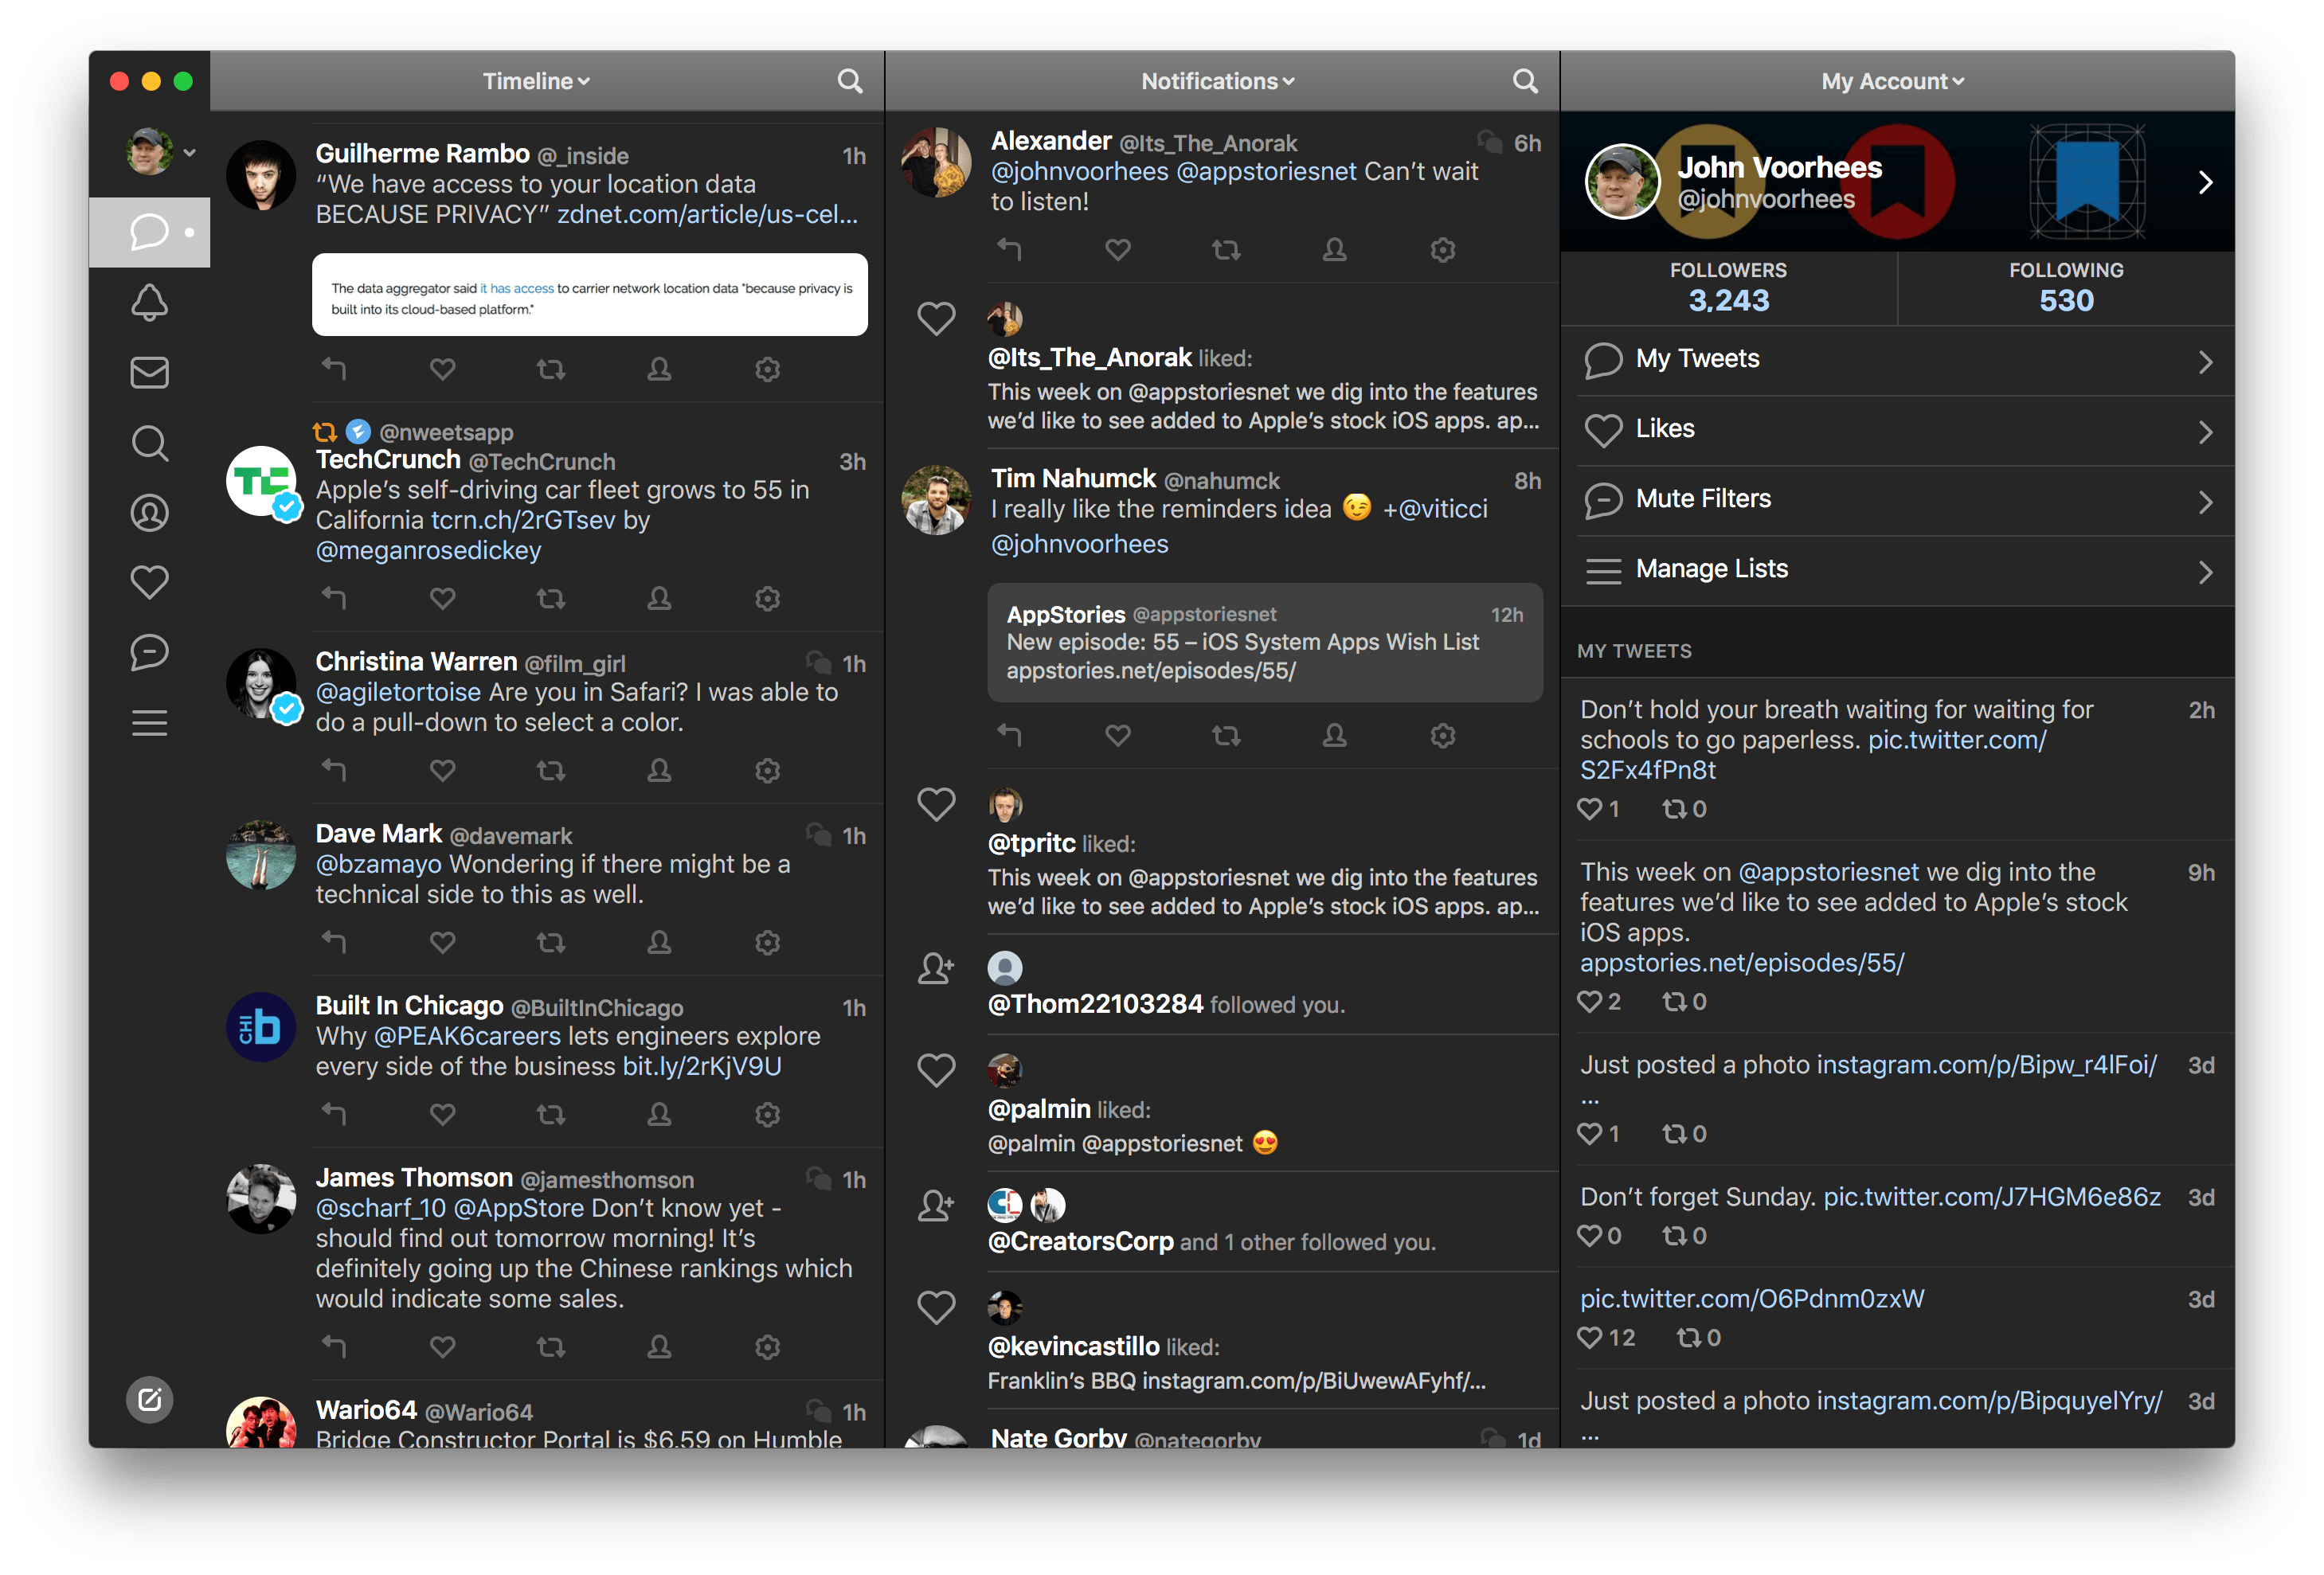 Timeline
Guilherme Rambo @_inside 1h
“We have access to your location data
BECAUSE PRIVACY” zdnet.com/article/us-cel...
The data aggregator said it has access to carrier network location data "because privacy is
built into its cloud-based platform."
@nweetsapp
TechCrunch @TechCrunch 3h
Apple’s self-driving car fleet grows to 55 in
California tcrn.ch/2rGTsev by
@meganrosedickey
Christina Warren @film_girl 1h
@agiletortoise Are you in Safari? I was able to
do a pull-down to select a color.
Dave Mark @davemark 1h
@bzamayo Wondering if there might be a
technical side to this as well.
CHI b
Built In Chicago @BuiltInChicago 1h
Why @PEAK6careers lets engineers explore
every side of the business bit.ly/2rKjV9U
James Thomson @jamesthomson 1h
@scharf_10 @AppStore Don’t know yet -
should find out tomorrow morning! It’s
definitely going up the Chinese rankings which
would indicate some sales.
Wario64 @Wario64 1h
Bridge Constructor Portal is $6.59 on Humble
Notifications
Alexander @Its_The_Anorak 6h
@johnvoorhees @appstoriesnet Can’t wait
to listen!
@Its_The_Anorak liked:
This week on @appstoriesnet we dig into the features
we’d like to see added to Apple’s stock iOS apps. ap...
Tim Nahumck @nahumck 8h
I really like the reminders idea 😉 +@viticci
@johnvoorhees
AppStories @appstoriesnet 12h
New episode: 55 – iOS System Apps Wish List
appstories.net/episodes/55/
@tpritc liked:
This week on @appstoriesnet we dig into the features
we’d like to see added to Apple’s stock iOS apps. ap...
@Thom22103284 followed you.
@palmin liked:
@palmin @appstoriesnet 😍
@CreatorsCorp and 1 other followed you.
@kevincastillo liked:
Franklin’s BBQ instagram.com/p/BiUwewAFyhf/...
Nate Gorby @nategorby 1d
My Account
John Voorhees
@johnvoorhees
FOLLOWERS
3,243
FOLLOWING
530
My Tweets
Likes
Mute Filters
Manage Lists
MY TWEETS
Don’t hold your breath waiting for waiting for 2h
schools to go paperless. pic.twitter.com/
S2Fx4fPn8t
1 0
This week on @appstoriesnet we dig into the 9h
features we’d like to see added to Apple’s stock
iOS apps.
appstories.net/episodes/55/
2 0
Just posted a photo instagram.com/p/Bipw_r4lFoi/ 3d
...
1 0
Don’t forget Sunday. pic.twitter.com/J7HGM6e86z 3d
0 0
pic.twitter.com/O6Pdnm0zxW 3d
12 0
Just posted a photo instagram.com/p/BipquyelYry/ 3d
...